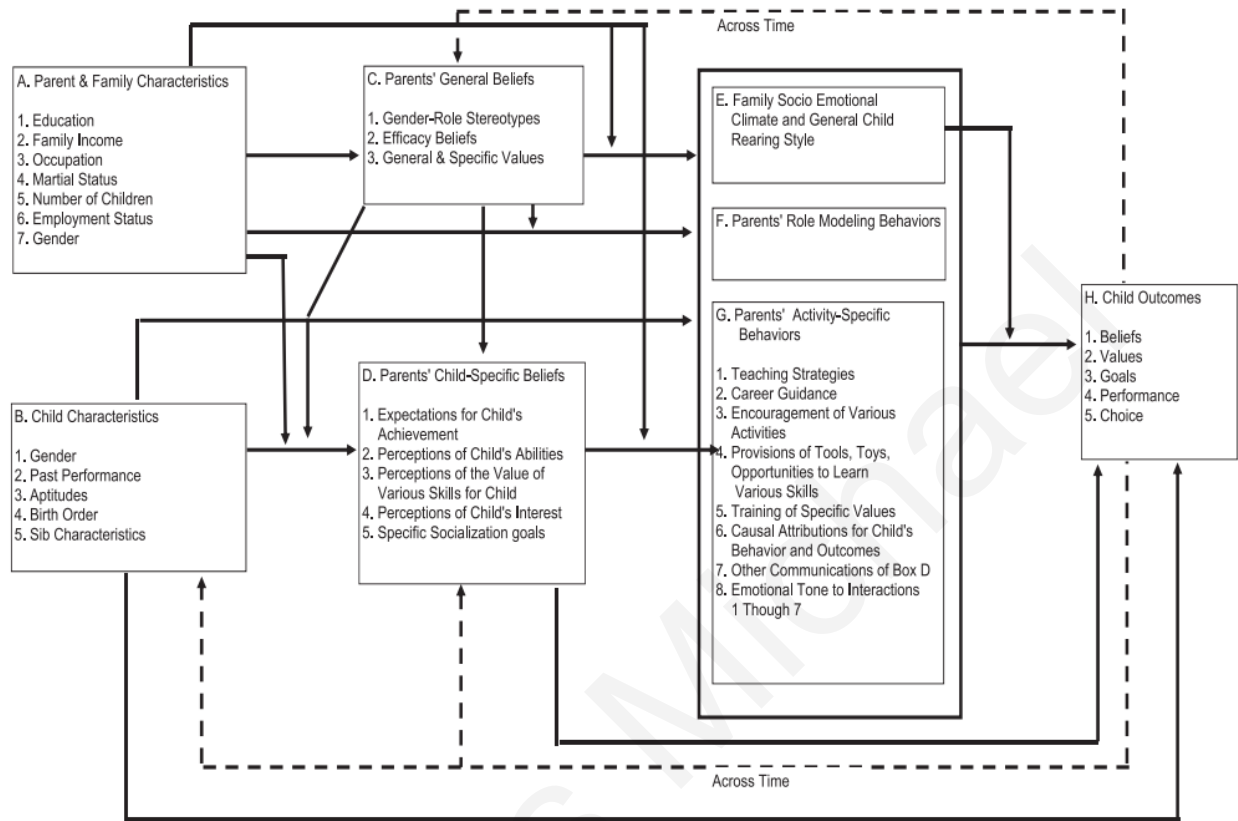 Across Time
A. Parent & Family Characteristics
1. Education
2. Family Income
3. Occupation
4. Martial Status
5. Number of Children
6. Employment Status
7. Gender
C. Parents' General Beliefs
1. Gender-Role Stereotypes
2. Efficacy Beliefs
3. General & Specific Values
E. Family Socio Emotional
Climate and General Child
Rearing Style
F. Parents' Role Modeling Behaviors
G. Parents' Activity-Specific
Behaviors
1. Teaching Strategies
2. Career Guidance
3. Encouragement of Various
Activities
4. Provisions of Tools, Toys,
Opportunities to Learn
Various Skills
5. Training of Specific Values
6. Causal Attributions for Child's
Behavior and Outcomes
7. Other Communications of Box D
8. Emotional Tone to Interactions
1 Though 7
H. Child Outcomes
1. Beliefs
2. Values
3. Goals
4. Performance
5. Choice
B. Child Characteristics
1. Gender
2. Past Performance
3. Aptitudes
4. Birth Order
5. Sib Characteristics
D. Parents' Child-Specific Beliefs
1. Expectations for Child's
Achievement
2. Perceptions of Child's Abilities
3. Perceptions of the Value of
Various Skills for Child
4. Perceptions of Child's Interest
5. Specific Socialization goals
Across Time
Michael